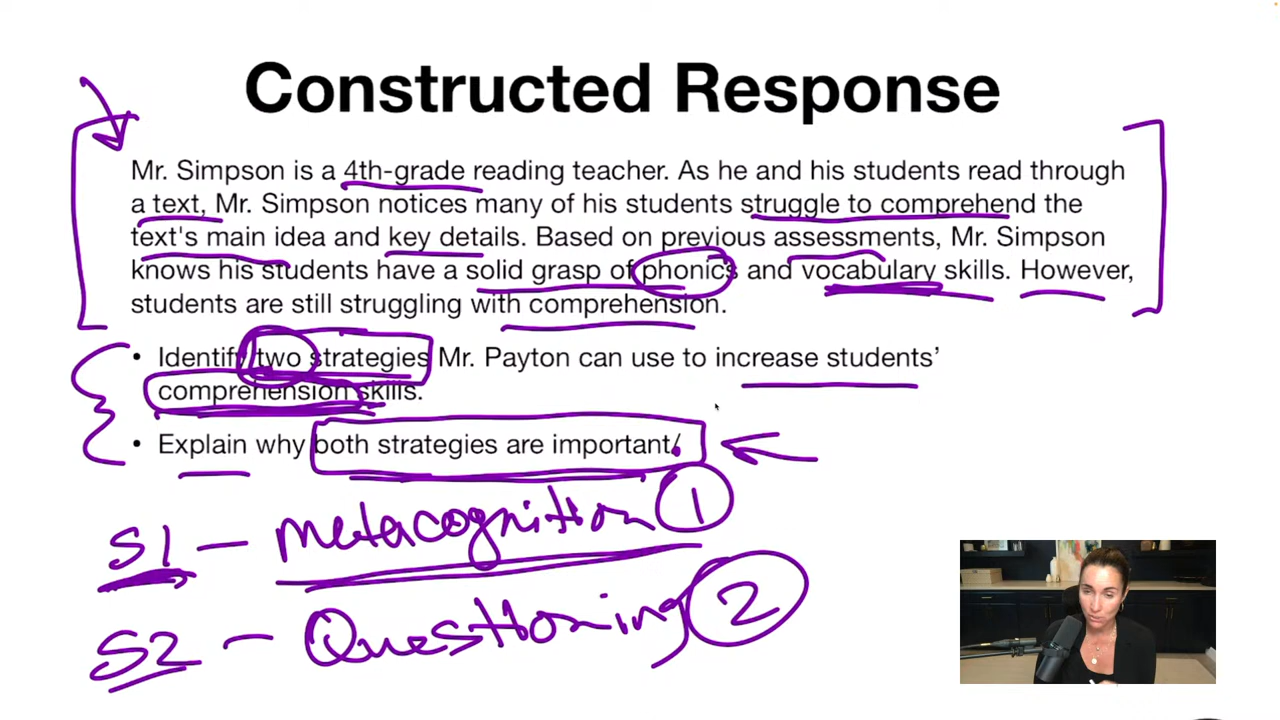 Constructed Response
Mr. Simpson is a 4th-grade reading teacher. As he and his students read through
a text, Mr. Simpson notices many of his students struggle to comprehend the
text's main idea and key details. Based on previous assessments, Mr. Simpson
knows his students have a solid grasp of phonics and vocabulary skills. However,
students are still struggling with comprehension.
• Identify two strategies Mr. Payton can use to increase students'
comprehension skills.
• Explain why both strategies are important.
S1 - metacognition 1
S2 - Questioning 2